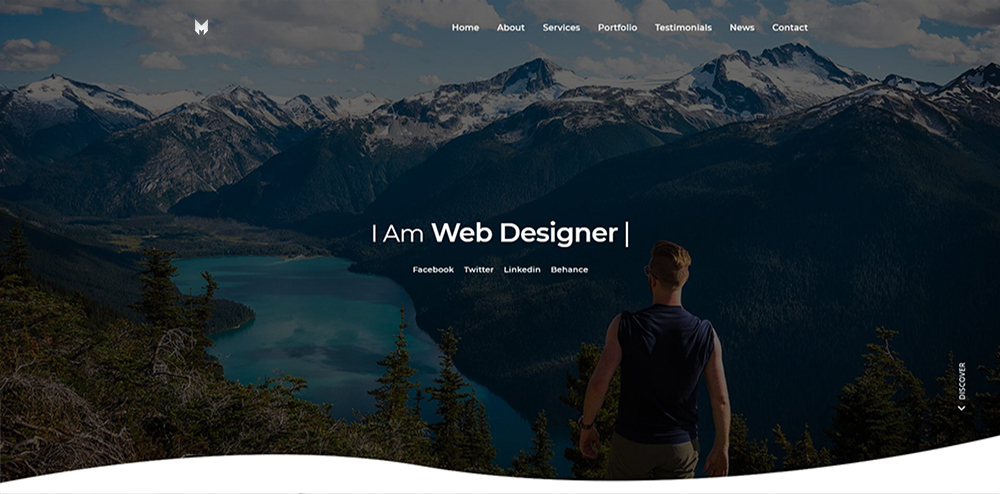 Home About Services Portfolio Testimonials News Contact
I Am Web Designer |
Facebook Twitter Linkedin Behance
DISCOVER